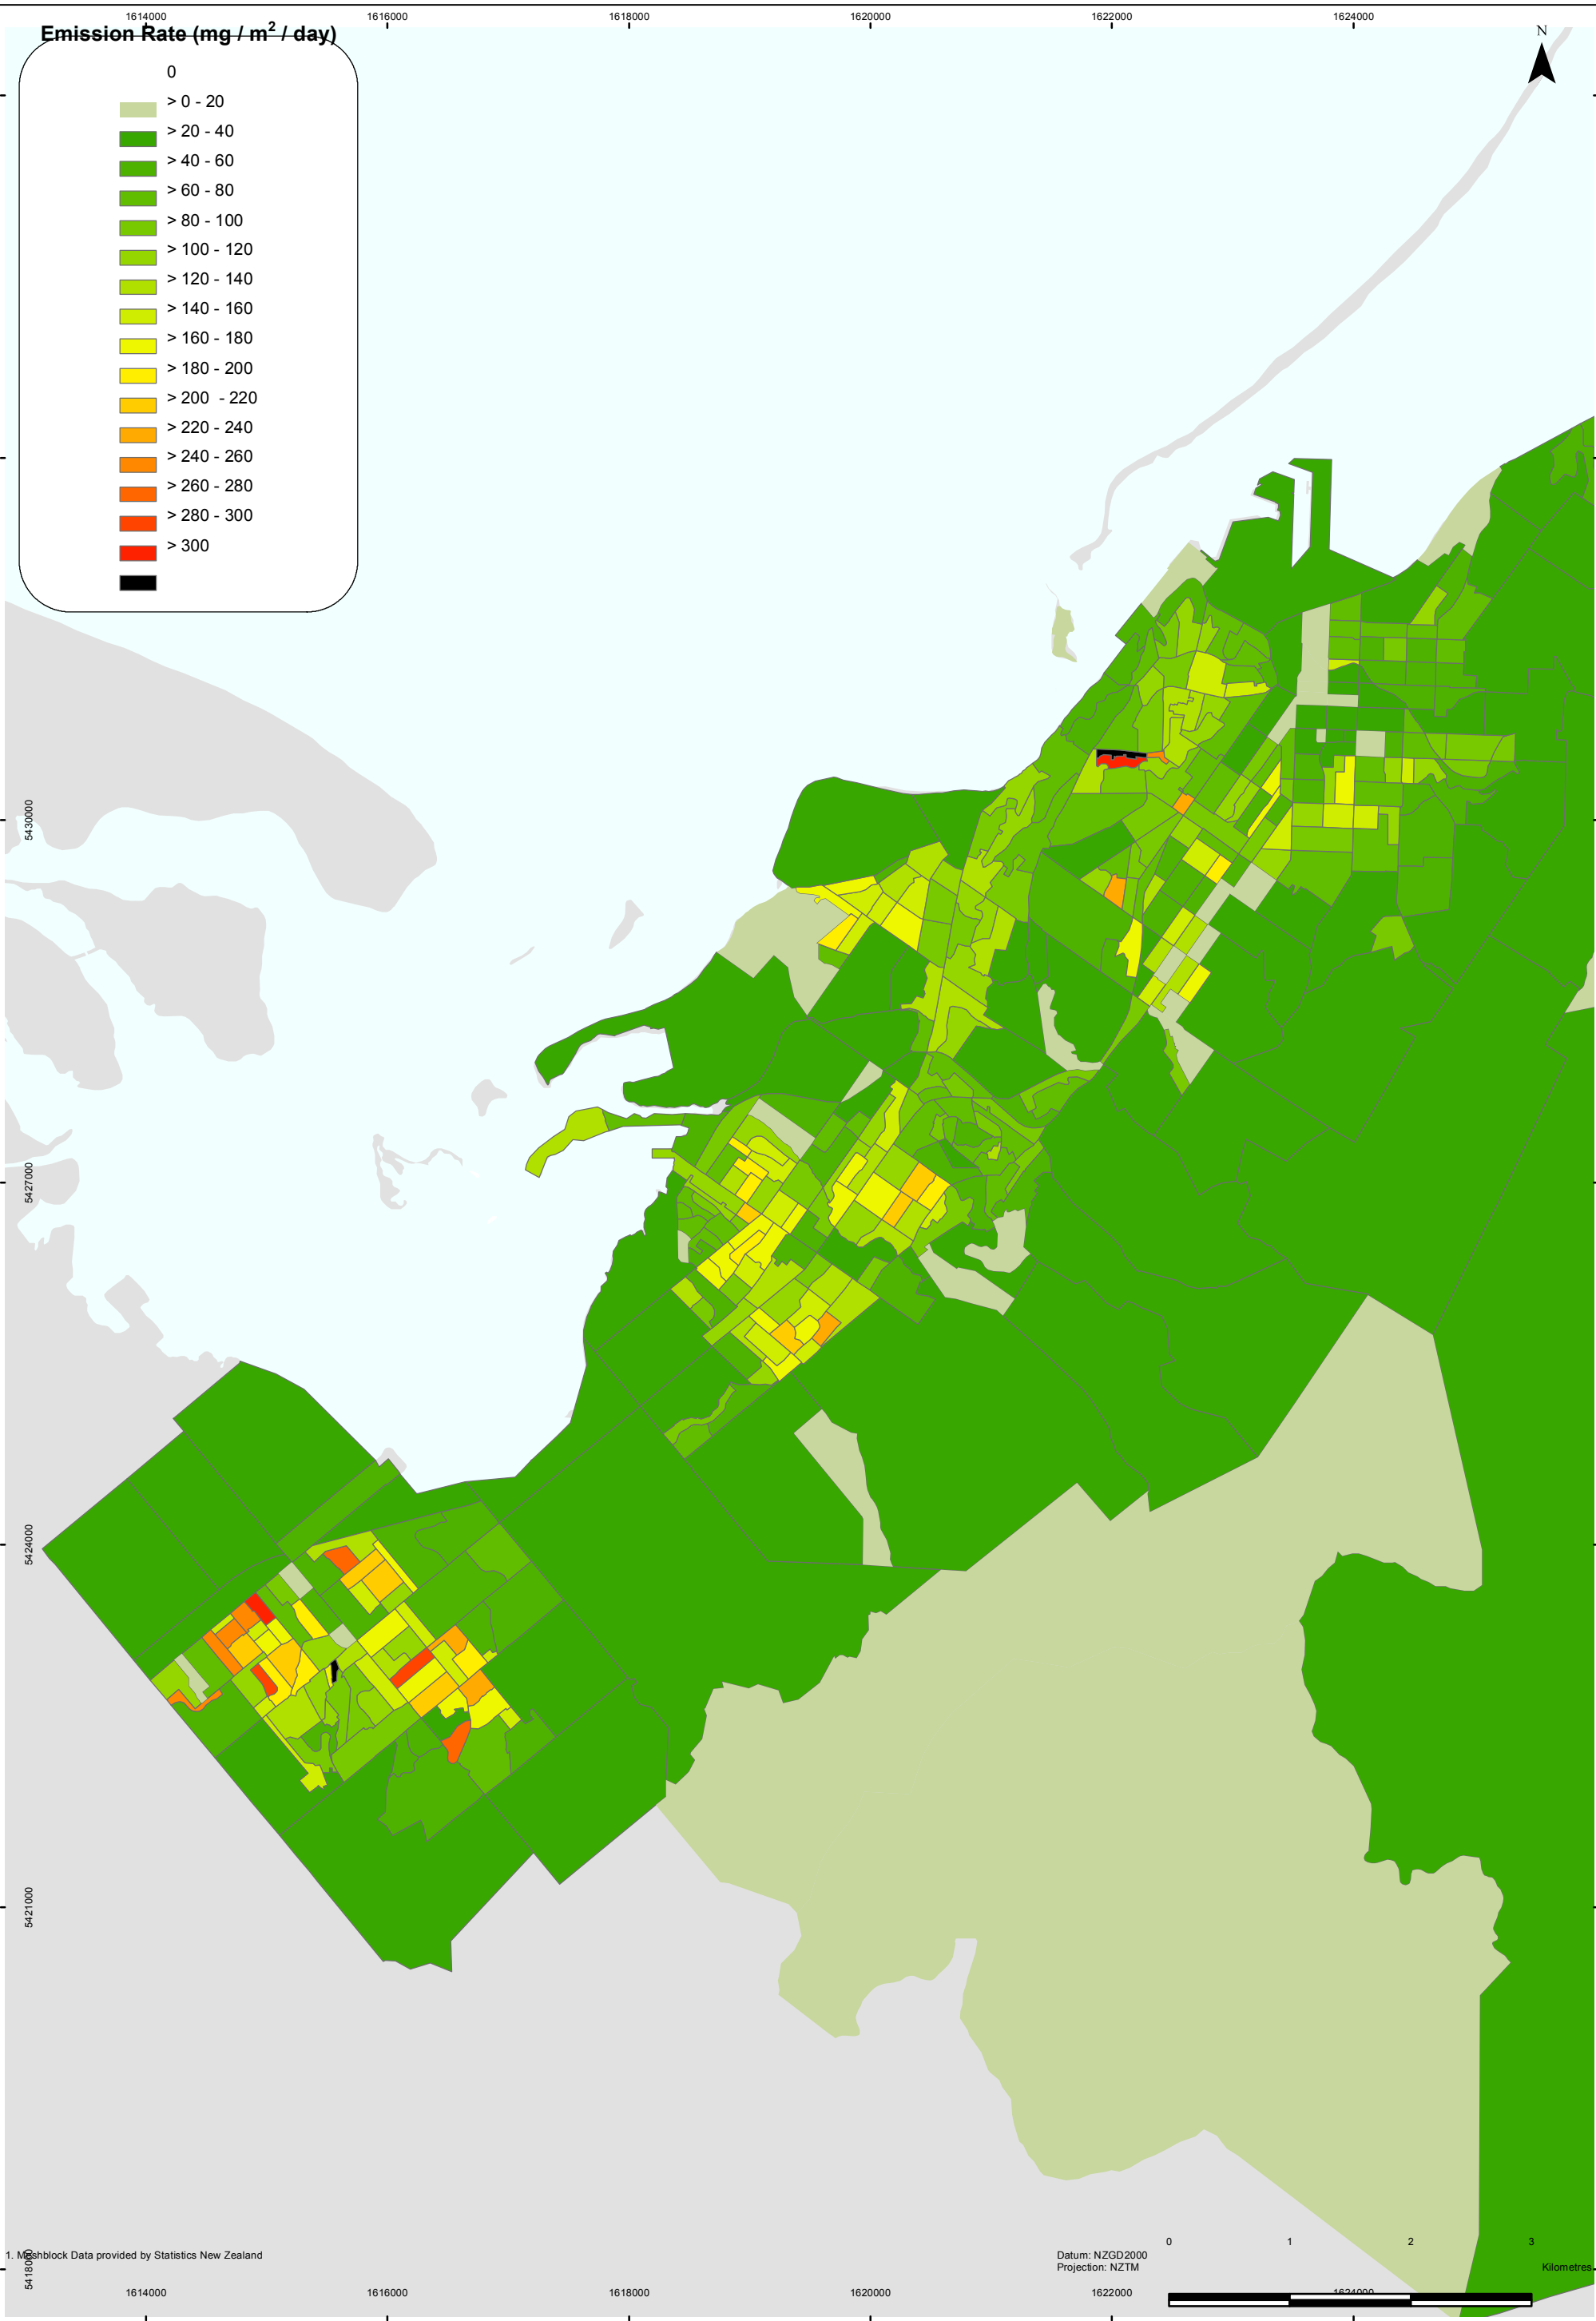 1614000 1616000 1618000 1620000 1622000 1624000
Emission Rate (mg / m² / day)
N
0
> 0 - 20
> 20 - 40
> 40 - 60
> 60 - 80
> 80 - 100
> 100 - 120
> 120 - 140
> 140 - 160
> 160 - 180
> 180 - 200
> 200  - 220
> 220 - 240
> 240 - 260
> 260 - 280
> 280 - 300
> 300
5430000
5427000
5424000
5421000
5418000
1. Meshblock Data provided by Statistics New Zealand
Datum: NZGD2000
Projection: NZTM
0 1 2 3
Kilometres
1614000 1616000 1618000 1620000 1622000 1624000